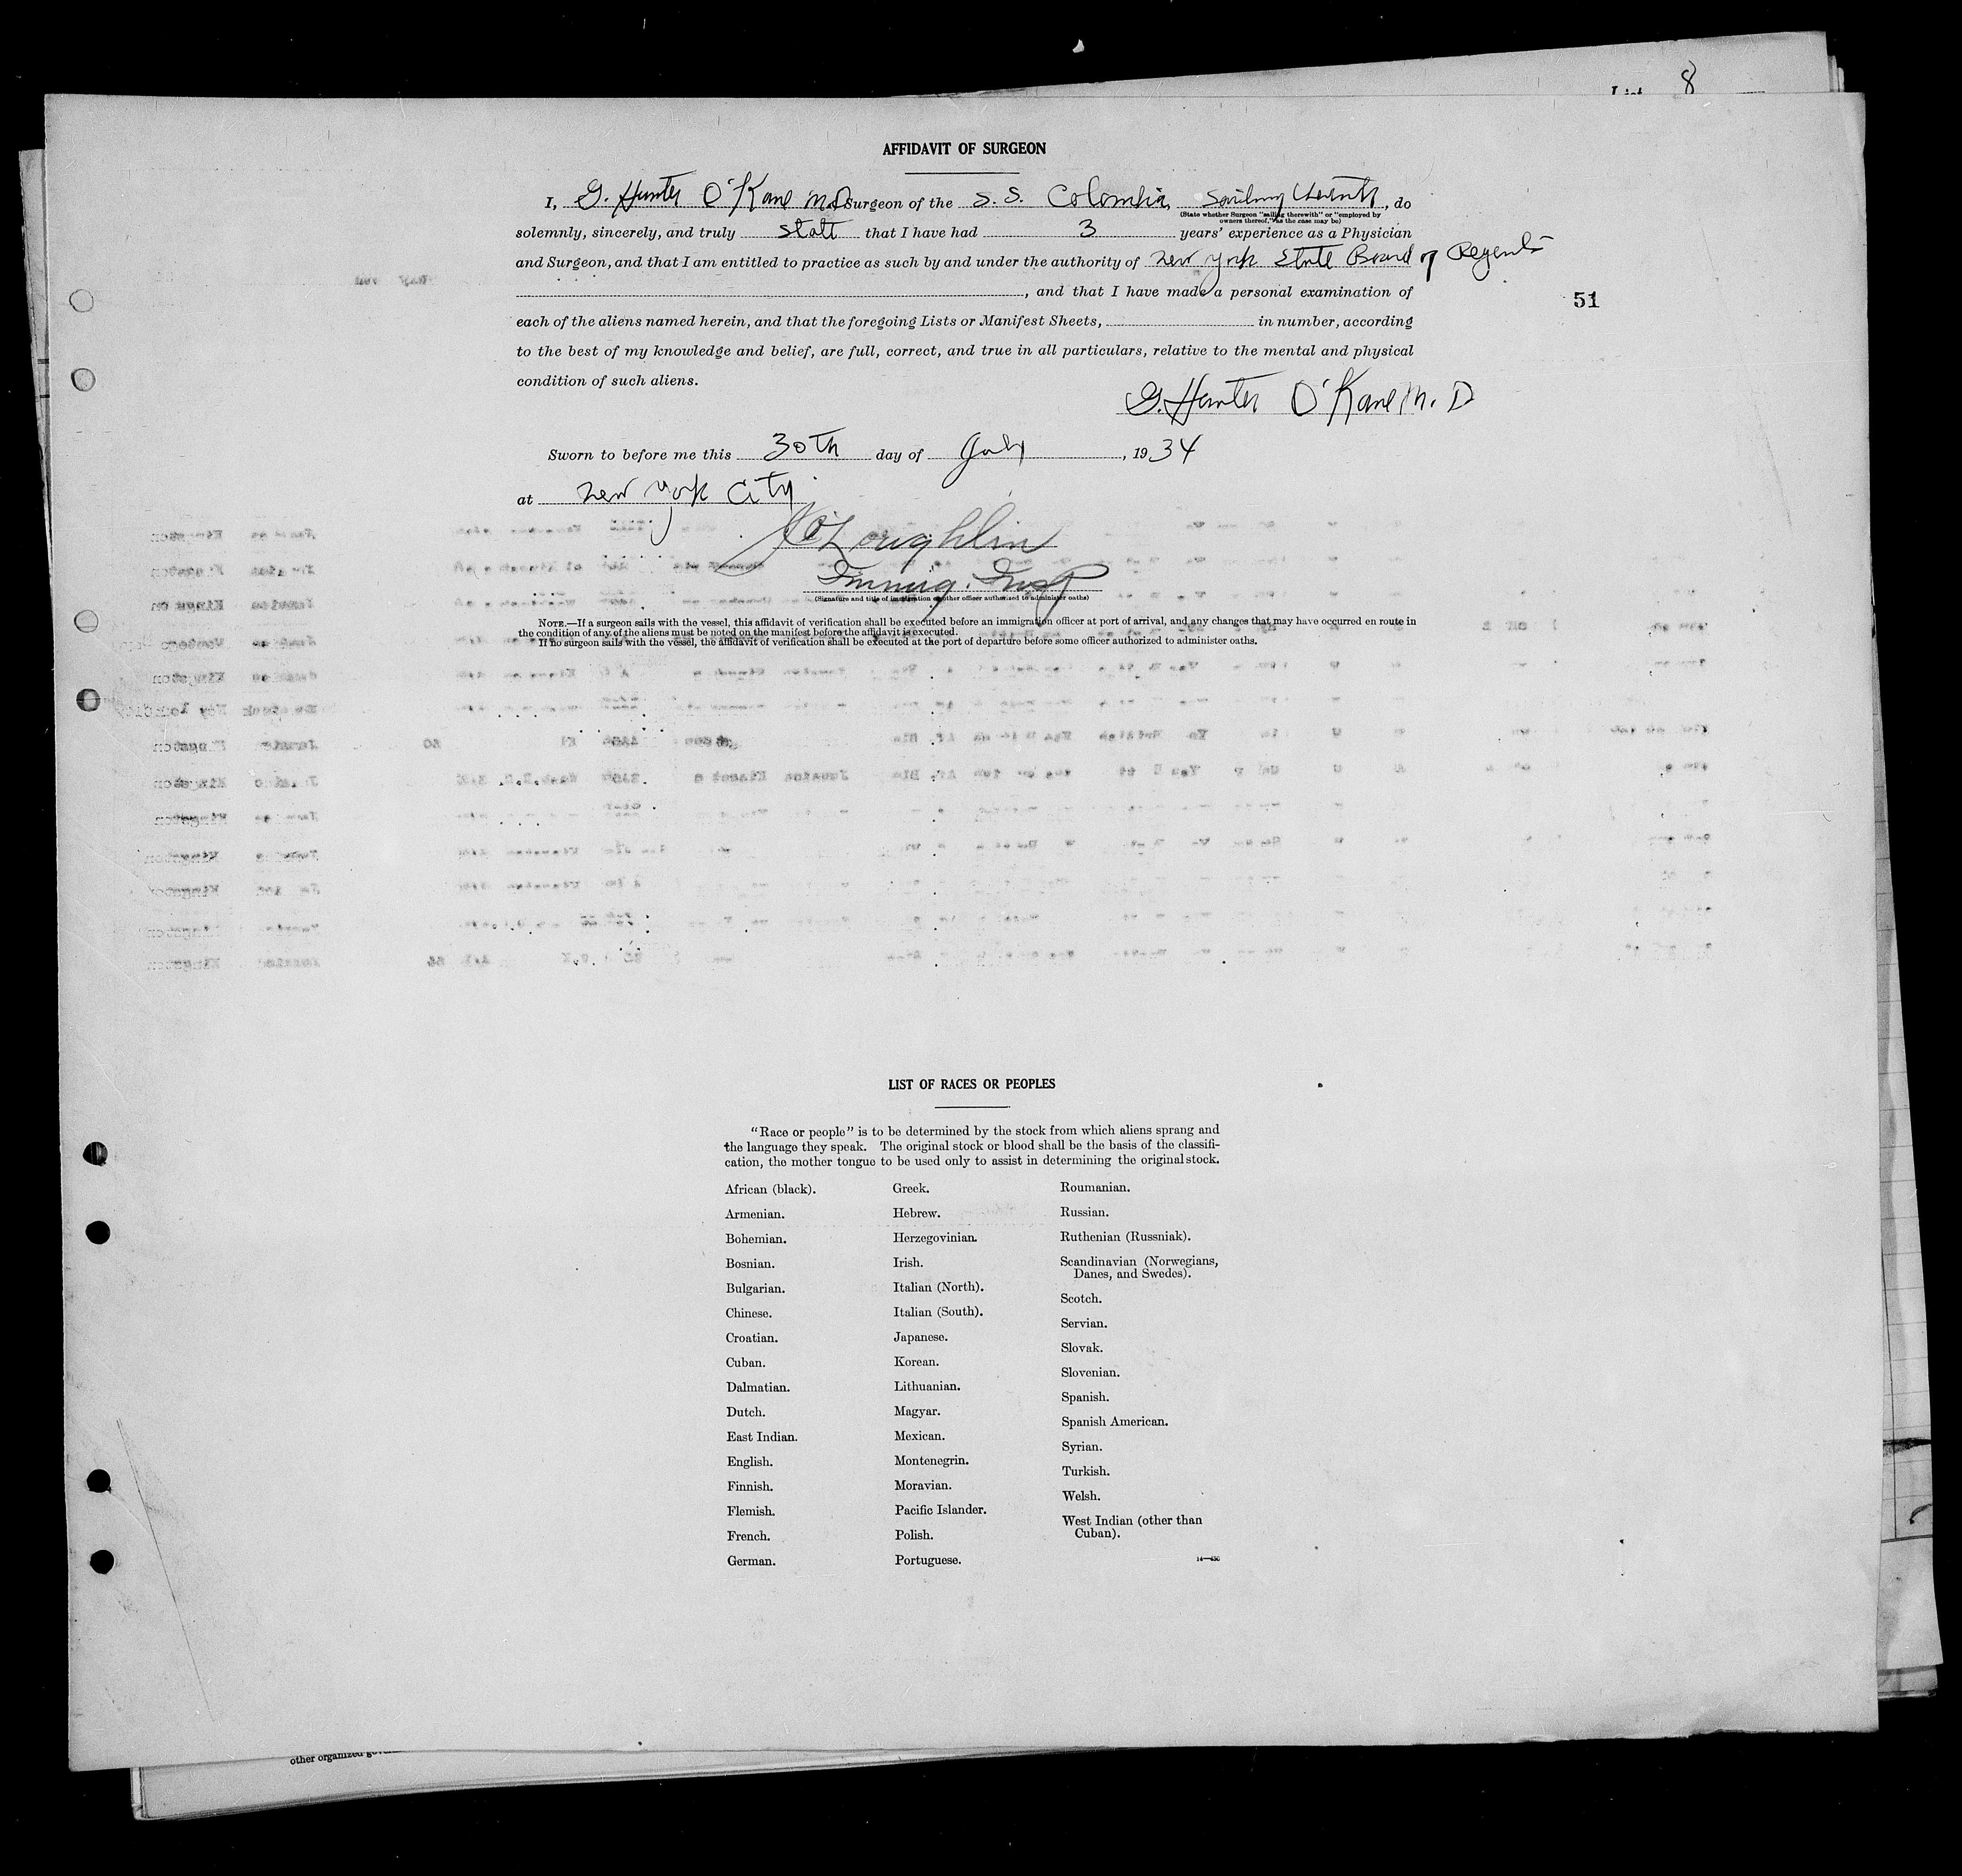 List 8
AFFIDAVIT OF SURGEON
I, G. Hunter O'Kane M.D. Surgeon of the S.S. Colombia, Sailing therewith, do
(State whether Surgeon "sailing therewith" or "employed by
owners thereof," as the case may be)
solemnly, sincerely, and truly state that I have had 3 years' experience as a Physician
and Surgeon, and that I am entitled to practice as such by and under the authority of New York State Board of Regents
, and that I have made a personal examination of
51
each of the aliens named herein, and that the foregoing Lists or Manifest Sheets, in number, according
to the best of my knowledge and belief, are full, correct, and true in all particulars, relative to the mental and physical
condition of such aliens.
G. Hunter O'Kane M.D
Sworn to before me this 30th day of July, 1934
at New York City
O'Loughlin
Immig. Insp
(Signature and title of immigration or other officer authorized to administer oaths)
NOTE.—If a surgeon sails with the vessel, this affidavit of verification shall be executed before an immigration officer at port of arrival, and any changes that may have occurred en route in
the condition of any of the aliens must be noted on the manifest before the affidavit is executed.
If no surgeon sails with the vessel, the affidavit of verification shall be executed at the port of departure before some officer authorized to administer oaths.
LIST OF RACES OR PEOPLES
"Race or people" is to be determined by the stock from which aliens sprang and
the language they speak. The original stock or blood shall be the basis of the classifi-
cation, the mother tongue to be used only to assist in determining the original stock.
African (black).
Armenian.
Bohemian.
Bosnian.
Bulgarian.
Chinese.
Croatian.
Cuban.
Dalmatian.
Dutch.
East Indian.
English.
Finnish.
Flemish.
French.
German.
Greek.
Hebrew.
Herzegovinian.
Irish.
Italian (North).
Italian (South).
Japanese.
Korean.
Lithuanian.
Magyar.
Mexican.
Montenegrin.
Moravian.
Pacific Islander.
Polish.
Portuguese.
Roumanian.
Russian.
Ruthenian (Russniak).
Scandinavian (Norwegians,
Danes, and Swedes).
Scotch.
Servian.
Slovak.
Slovenian.
Spanish.
Spanish American.
Syrian.
Turkish.
Welsh.
West Indian (other than
Cuban).
other organized